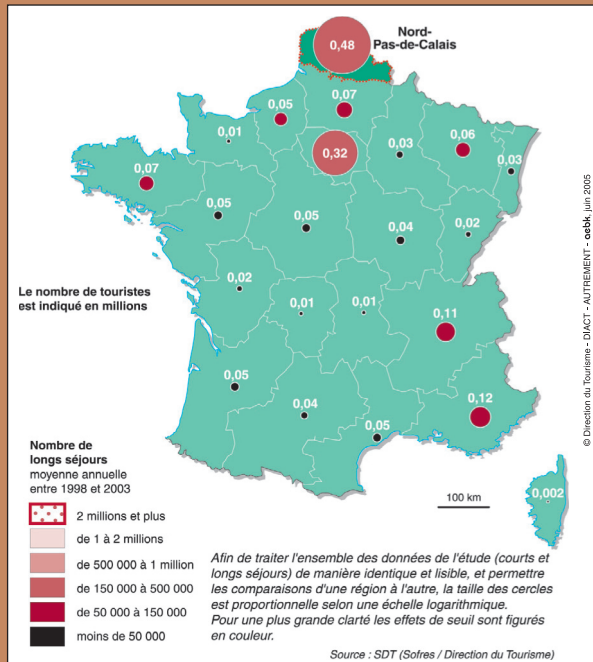 Nord-
Pas-de-Calais
0,48
0,07
0,05
0,01
0,32
0,03
0,06
0,03
0,07
0,05
0,05
0,04
0,02
0,02
0,01
0,01
0,11
0,05
0,04
0,05
0,12
0,002
Le nombre de touristes
est indiqué en millions
100 km
Nombre de
longs séjours
moyenne annuelle
entre 1998 et 2003
2 millions et plus
de 1 à 2 millions
de 500 000 à 1 million
de 150 000 à 500 000
de 50 000 à 150 000
moins de 50 000
Afin de traiter l'ensemble des données de l'étude (courts et
longs séjours) de manière identique et lisible, et permettre
les comparaisons d'une région à l'autre, la taille des cercles
est proportionnelle selon une échelle logarithmique.
Pour une plus grande clarté les effets de seuil sont figurés
en couleur.
Source : SDT (Sofres / Direction du Tourisme)
© Direction du Tourisme - DIACT - AUTREMENT - oebk, juin 2005